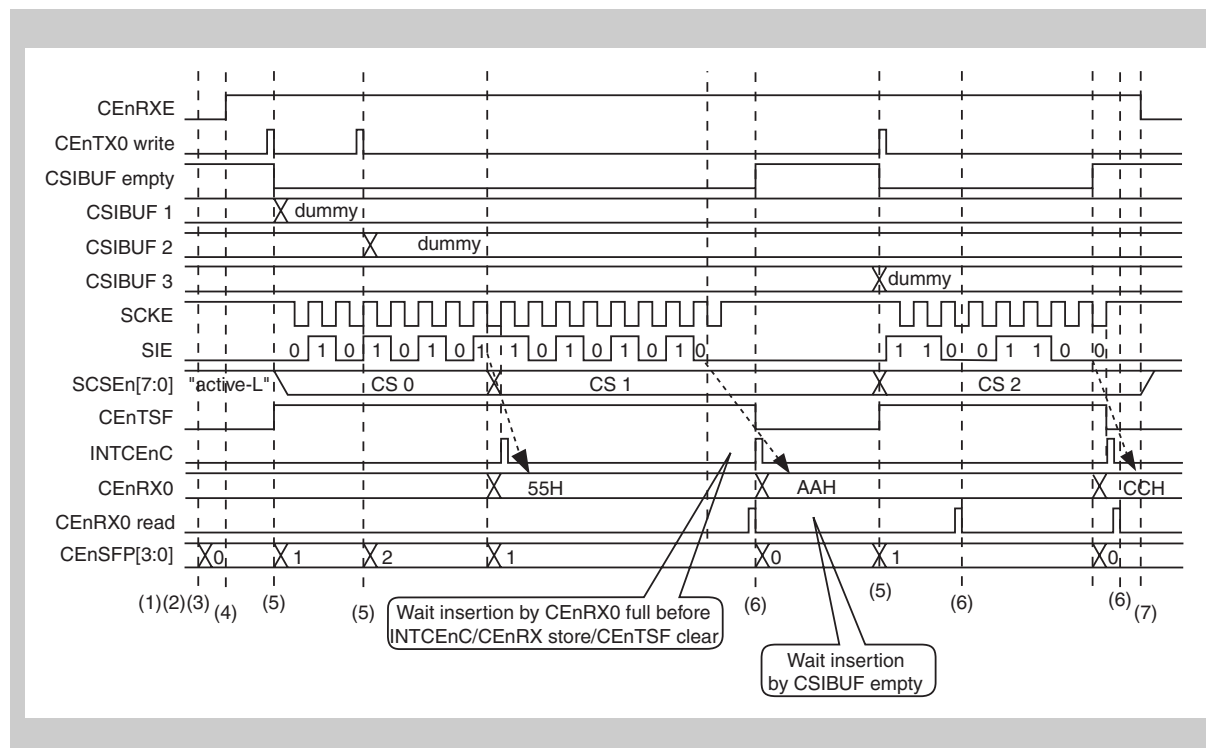 CEnRXE
CEnTX0 write
CSIBUF empty
CSIBUF 1 dummy
CSIBUF 2 dummy
CSIBUF 3 dummy
SCKE
SIE 0 1 0 1 0 1 0 1 1 0 1 0 1 0 1 0 1 1 0 0 1 1 0 0
SCSEn[7:0] "active-L" CS 0 CS 1 CS 2
CEnTSF
INTCEnC
CEnRX0 55H AAH CCH
CEnRX0 read
CEnSFP[3:0] 0 1 2 1 0 1 0
(1)(2)(3) (4) (5) (5) (6) (5) (6) (6) (7)
Wait insertion by CEnRX0 full before
INTCEnC/CEnRX store/CEnTSF clear
Wait insertion
by CSIBUF empty